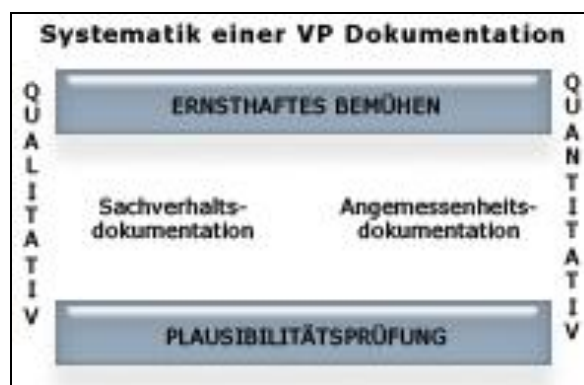 Systematik einer VP Dokumentation
QUALITATIV
ERNSTHAFTES BEMÜHEN
Sachverhalts-
dokumentation
Angemessenheits-
dokumentation
PLAUSIBILITÄTSPRÜFUNG
QUANTITATIV